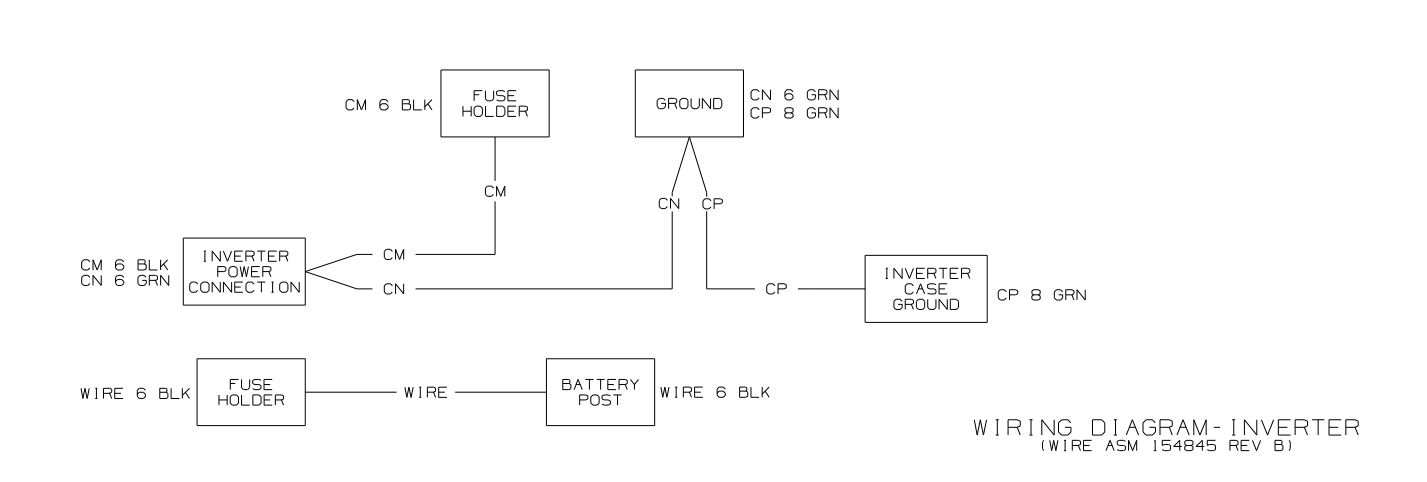 FUSE
HOLDER
CM 6 BLK
GROUND
CN 6 GRN
CP 8 GRN
CM
CN
CP
CM 6 BLK
CN 6 GRN
INVERTER
POWER
CONNECTION
CM
CN
CP
INVERTER
CASE
GROUND
CP 8 GRN
WIRE 6 BLK
FUSE
HOLDER
WIRE
BATTERY
POST
WIRE 6 BLK
WIRING DIAGRAM-INVERTER
(WIRE ASM 154845 REV B)